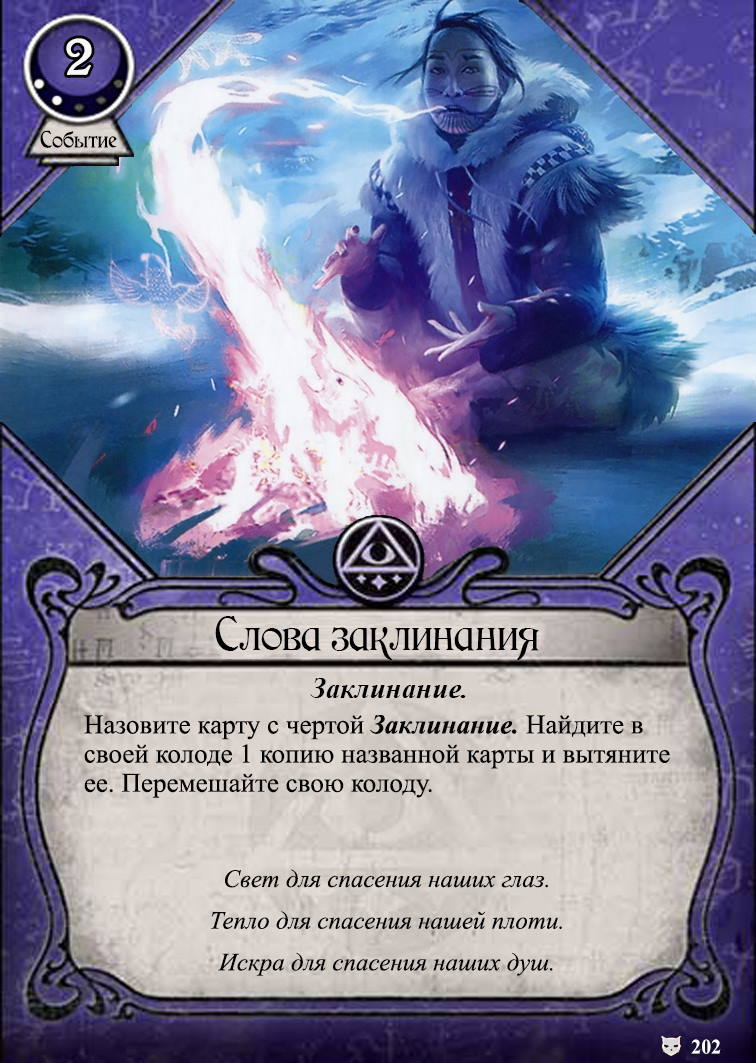 2
Событие
Слова заклинания
Заклинание.
Назовите карту с чертой Заклинание. Найдите в
своей колоде 1 копию названной карты и вытяните
ее. Перемешайте свою колоду.
Свет для спасения наших глаз.
Тепло для спасения нашей плоти.
Искра для спасения наших душ.
202